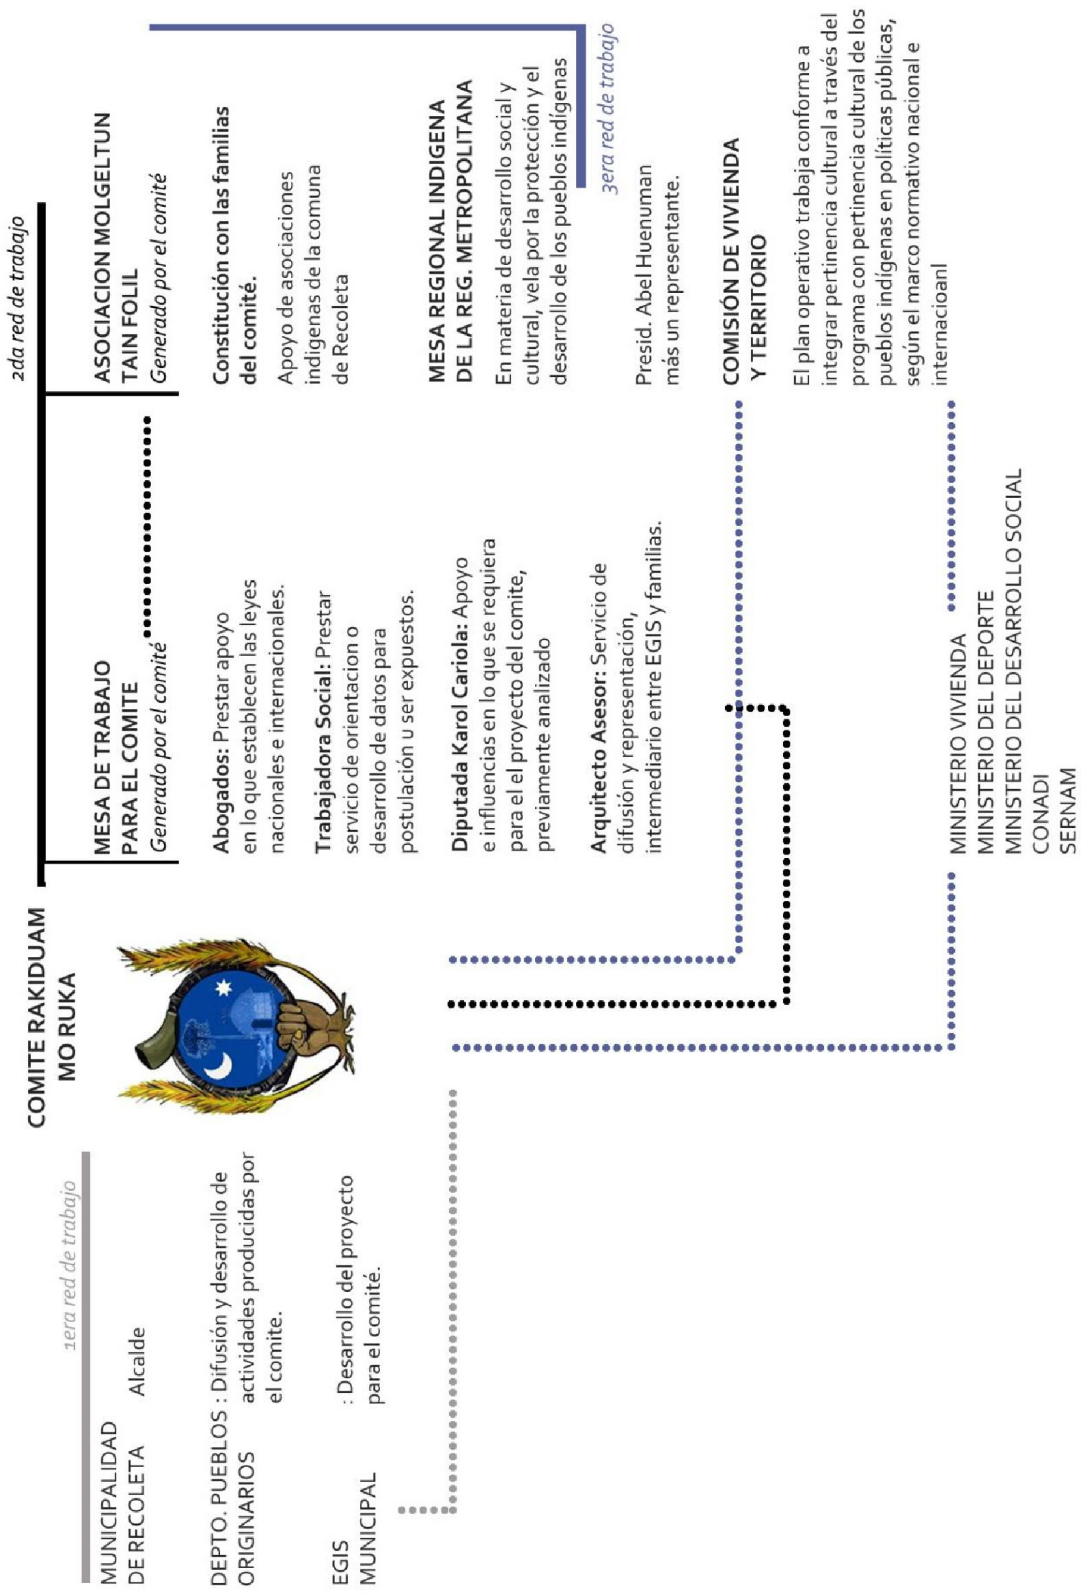 COMITE RAKIDUAM
MO RUKA
1era red de trabajo
MUNICIPALIDAD
DE RECOLETA Alcalde
DEPTO. PUEBLOS : Difusión y desarrollo de
ORIGINARIOS actividades producidas por
el comite.
EGIS : Desarrollo del proyecto
MUNICIPAL para el comité.
2da red de trabajo
MESA DE TRABAJO
PARA EL COMITE
Generado por el comité
Abogados: Prestar apoyo
en lo que establecen las leyes
nacionales e internacionales.
Trabajadora Social: Prestar
servicio de orientacion o
desarrollo de datos para
postulación u ser expuestos.
Diputada Karol Cariola: Apoyo
e influencias en lo que se requiera
para el el proyecto del comite,
previamente analizado
Arquitecto Asesor: Servicio de
difusión y representación,
intermediario entre EGIS y familias.
ASOCIACION MOLGELTUN
TAIN FOLIL
Generado por el comité
Constitución con las familias
del comité.
Apoyo de asociaciones
indigenas de la comuna
de Recoleta
MESA REGIONAL INDIGENA
DE LA REG. METROPOLITANA
En materia de desarrollo social y
cultural, vela por la protección y el
desarrollo de los pueblos indígenas
3era red de trabajo
Presid. Abel Huenuman
más un representante.
COMISIÓN DE VIVIENDA
Y TERRITORIO
El plan operativo trabaja conforme a
integrar pertinencia cultural a través del
programa con pertinencia cultural de los
pueblos indígenas en políticas públicas,
según el marco normativo nacional e
internacioanl
MINISTERIO VIVIENDA
MINISTERIO DEL DEPORTE
MINISTERIO DEL DESARROLLO SOCIAL
CONADI
SERNAM